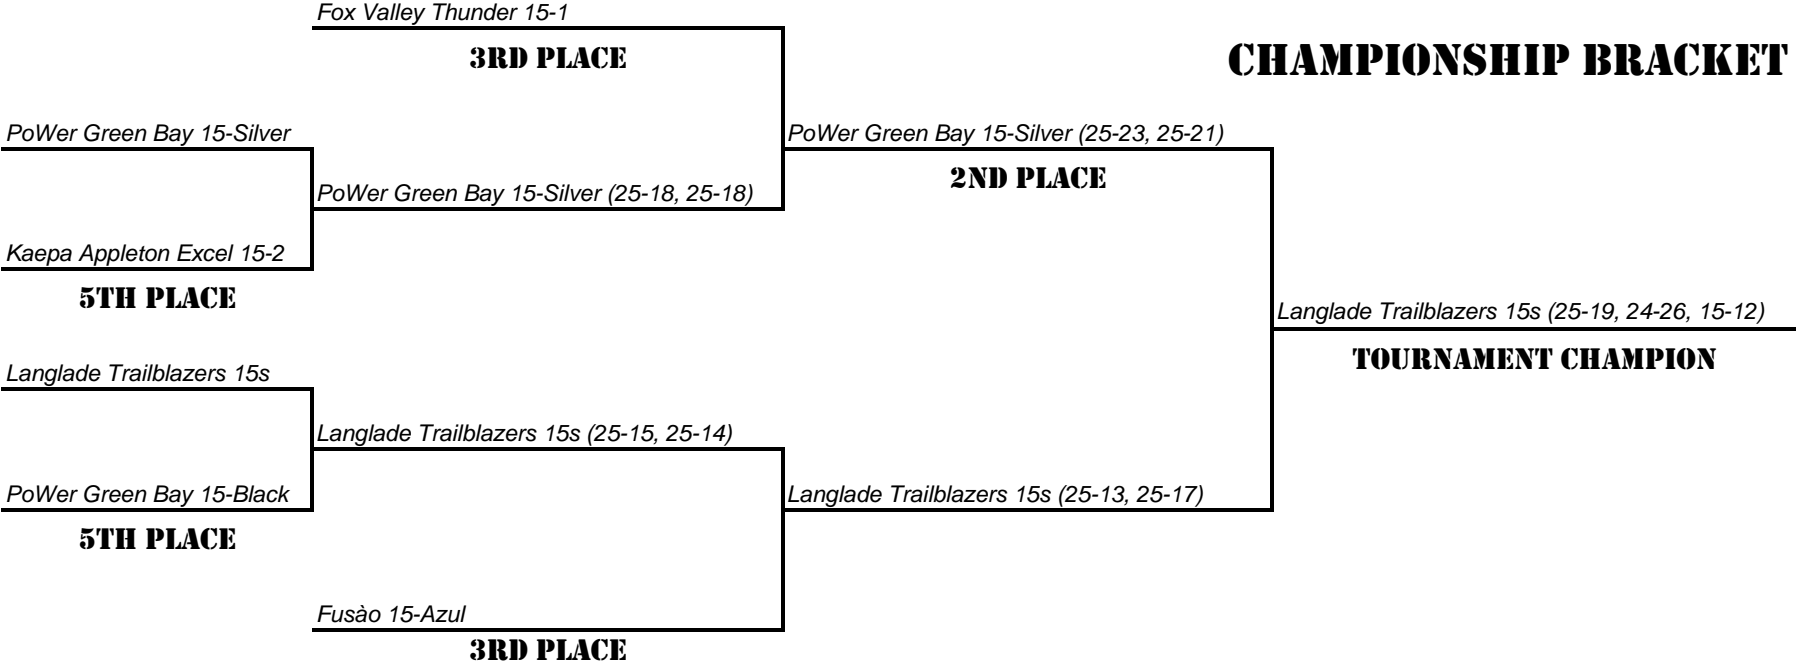 Fox Valley Thunder 15-1
3RD PLACE
CHAMPIONSHIP BRACKET
PoWer Green Bay 15-Silver
PoWer Green Bay 15-Silver (25-23, 25-21)
2ND PLACE
PoWer Green Bay 15-Silver (25-18, 25-18)
Kaepa Appleton Excel 15-2
5TH PLACE
Langlade Trailblazers 15s (25-19, 24-26, 15-12)
TOURNAMENT CHAMPION
Langlade Trailblazers 15s
Langlade Trailblazers 15s (25-15, 25-14)
PoWer Green Bay 15-Black
Langlade Trailblazers 15s (25-13, 25-17)
5TH PLACE
Fusào 15-Azul
3RD PLACE